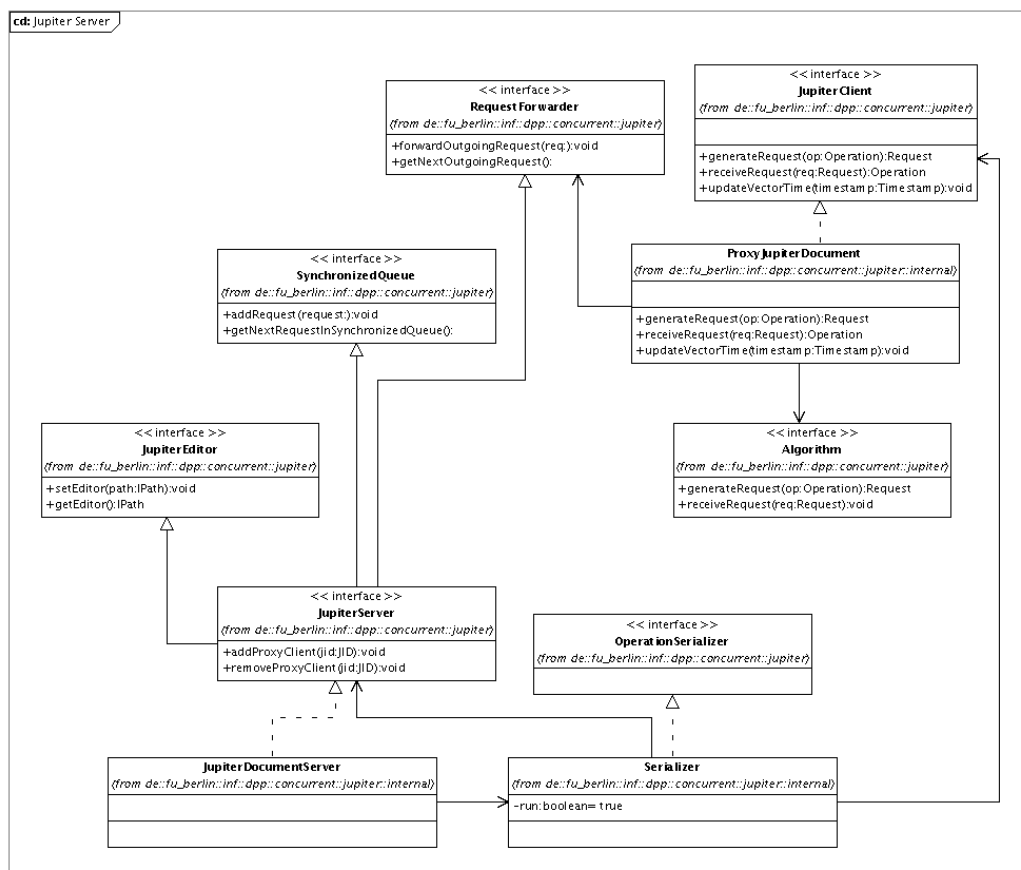 cd: Jupiter Server
<< interface >>
RequestForwarder
(from de::fu_berlin::inf::dpp::concurrent::jupiter)
+forwardOutgoingRequest(req:):void
+getNextOutgoingRequest():
<< interface >>
JupiterClient
(from de::fu_berlin::inf::dpp::concurrent::jupiter)
+generateRequest(op:Operation):Request
+receiveRequest(req:Request):Operation
+updateVectorTime(timestamp:Timestamp):void
<< interface >>
SynchronizedQueue
(from de::fu_berlin::inf::dpp::concurrent::jupiter)
+addRequest(request:):void
+getNextRequestInSynchronizedQueue():
ProxyJupiterDocument
(from de::fu_berlin::inf::dpp::concurrent::jupiter::internal)
+generateRequest(op:Operation):Request
+receiveRequest(req:Request):Operation
+updateVectorTime(timestamp:Timestamp):void
<< interface >>
JupiterEditor
(from de::fu_berlin::inf::dpp::concurrent::jupiter)
+setEditor(path:IPath):void
+getEditor():IPath
<< interface >>
Algorithm
(from de::fu_berlin::inf::dpp::concurrent::jupiter)
+generateRequest(op:Operation):Request
+receiveRequest(req:Request):void
<< interface >>
JupiterServer
(from de::fu_berlin::inf::dpp::concurrent::jupiter)
+addProxyClient(jid:JID):void
+removeProxyClient(jid:JID):void
<< interface >>
OperationSerializer
(from de::fu_berlin::inf::dpp::concurrent::jupiter)
JupiterDocumentServer
(from de::fu_berlin::inf::dpp::concurrent::jupiter::internal)
Serializer
(from de::fu_berlin::inf::dpp::concurrent::jupiter::internal)
-run:boolean= true